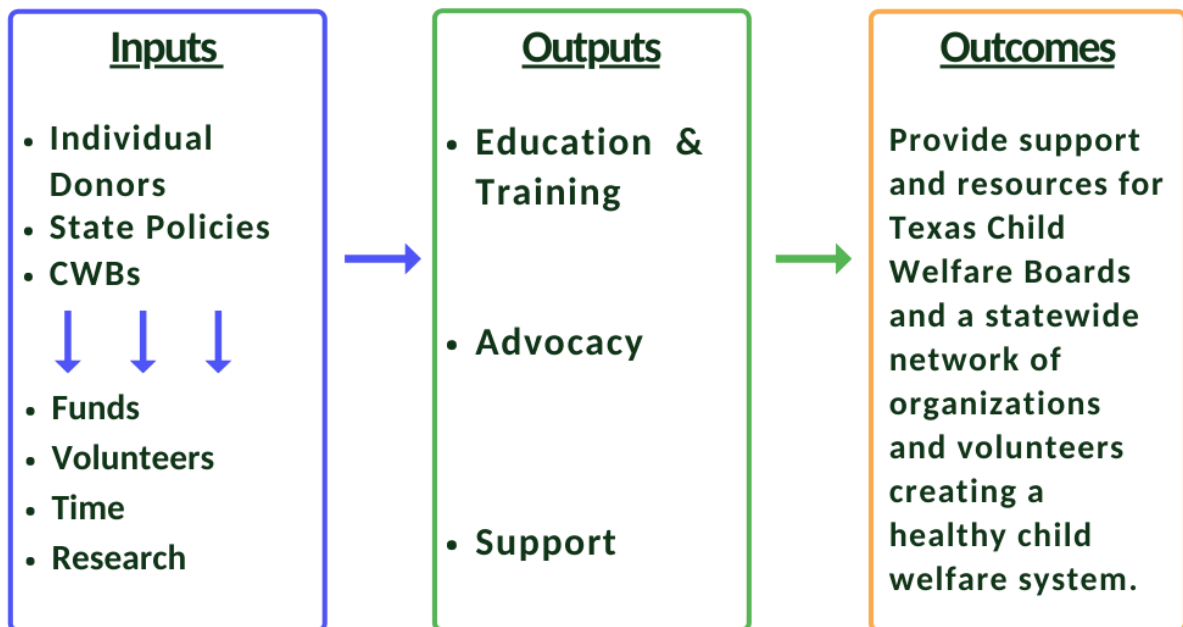 Inputs
• Individual
Donors
• State Policies
• CWBs
• Funds
• Volunteers
• Time
• Research
Outputs
• Education & 
Training
• Advocacy
• Support
Outcomes
Provide support
and resources for
Texas Child
Welfare Boards
and a statewide
network of
organizations
and volunteers
creating a
healthy child
welfare system.